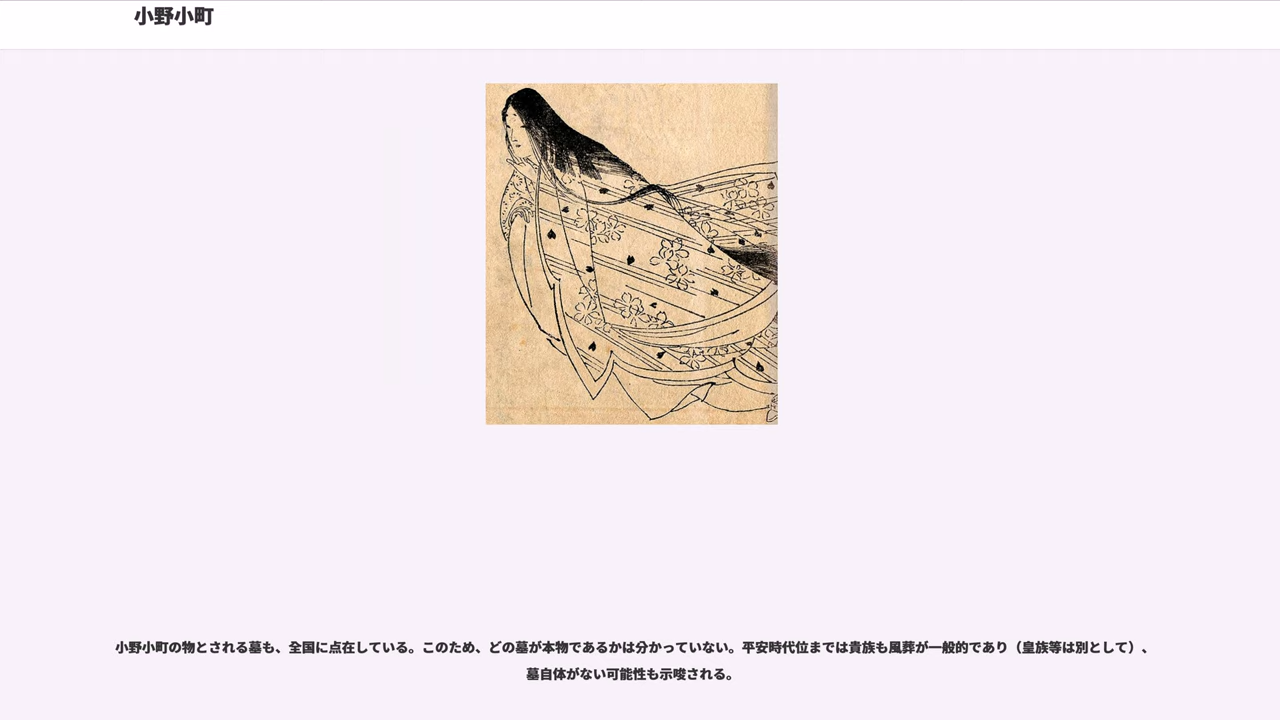 小野小町
小野小町の物とされる墓も、全国に点在している。このため、どの墓が本物であるかは分かっていない。平安時代位までは貴族も風葬が一般的であり（皇族等は別として）、
墓自体がない可能性も示唆される。